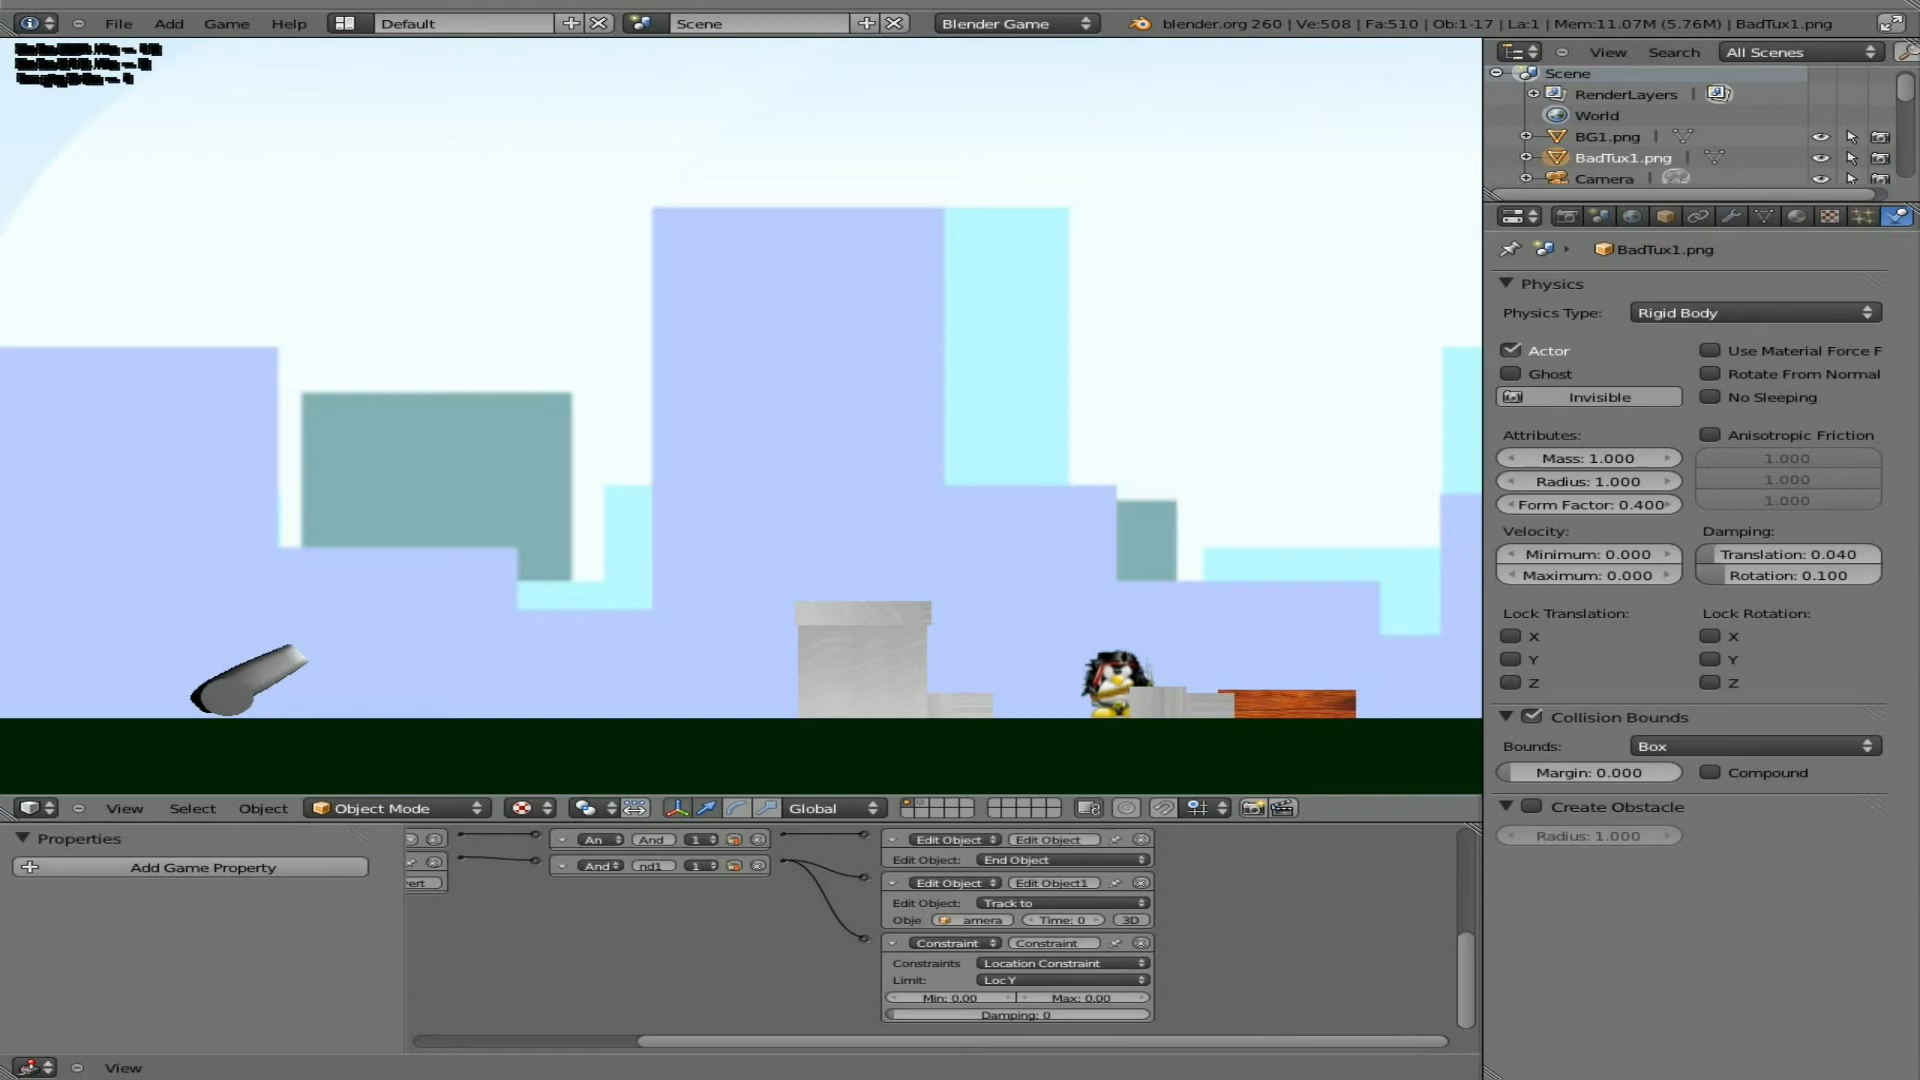 File Add Game Help Default Scene Blender Game blender.org 260 | Ve:508 | Fa:510 | Ob:1-17 | La:1 | Mem:11.07M (5.76M) | BadTux1.png
View Search All Scenes
Scene
RenderLayers |
World
BG1.png |
BadTux1.png |
Camera |
BadTux1.png
Physics
Physics Type: Rigid Body
Actor Use Material Force F
Ghost Rotate From Normal
Invisible No Sleeping
Attributes: Anisotropic Friction
Mass: 1.000 1.000
Radius: 1.000 1.000
Form Factor: 0.400 1.000
Velocity: Damping:
Minimum: 0.000 Translation: 0.040
Maximum: 0.000 Rotation: 0.100
Lock Translation: Lock Rotation:
X X
Y Y
Z Z
Collision Bounds
Bounds: Box
Margin: 0.000 Compound
Create Obstacle
Radius: 1.000
View Select Object Object Mode Global
Properties
Add Game Property
An And 1 Edit Object Edit Object
Edit Object: End Object
And nd1 1
vert
Edit Object Edit Object1
Edit Object: Track to
Obje amera Time: 0 3D
Constraint Constraint
Constraints Location Constraint
Limit: Loc Y
Min: 0.00 Max: 0.00
Damping: 0
View